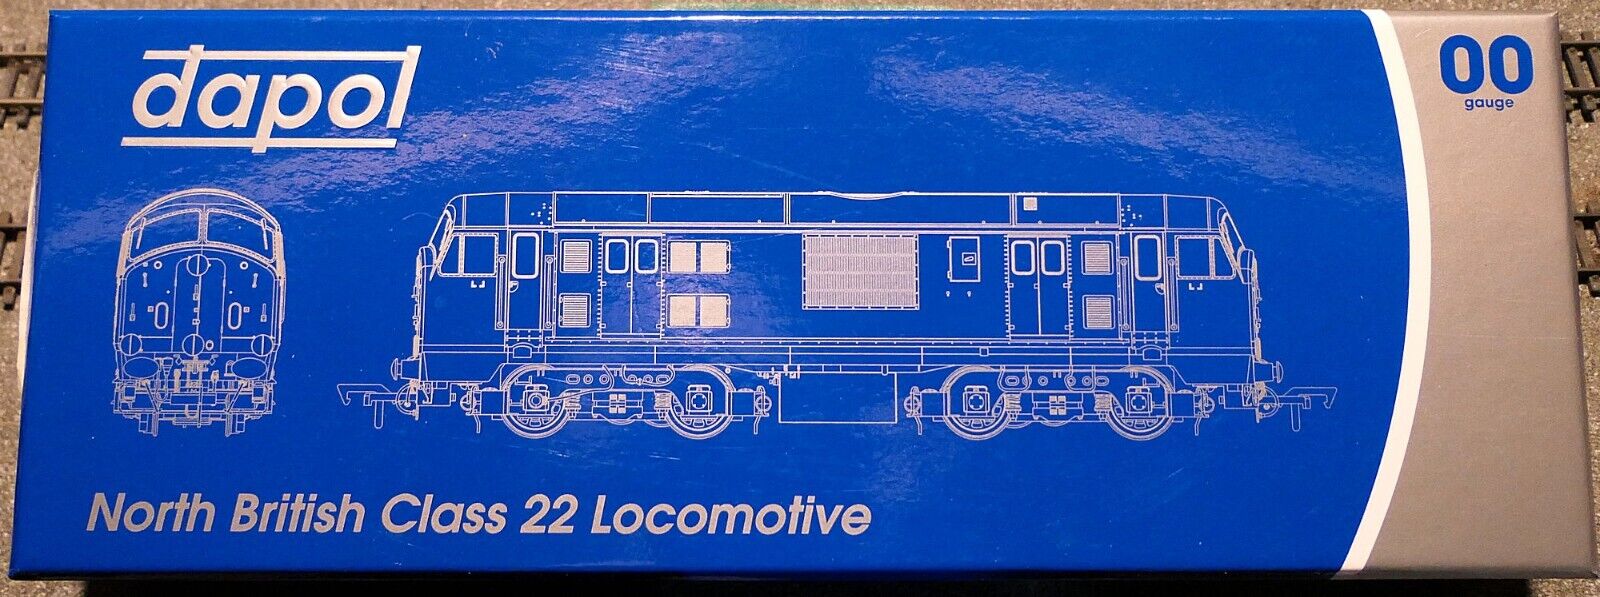 dapol
00
gauge
North British Class 22 Locomotive